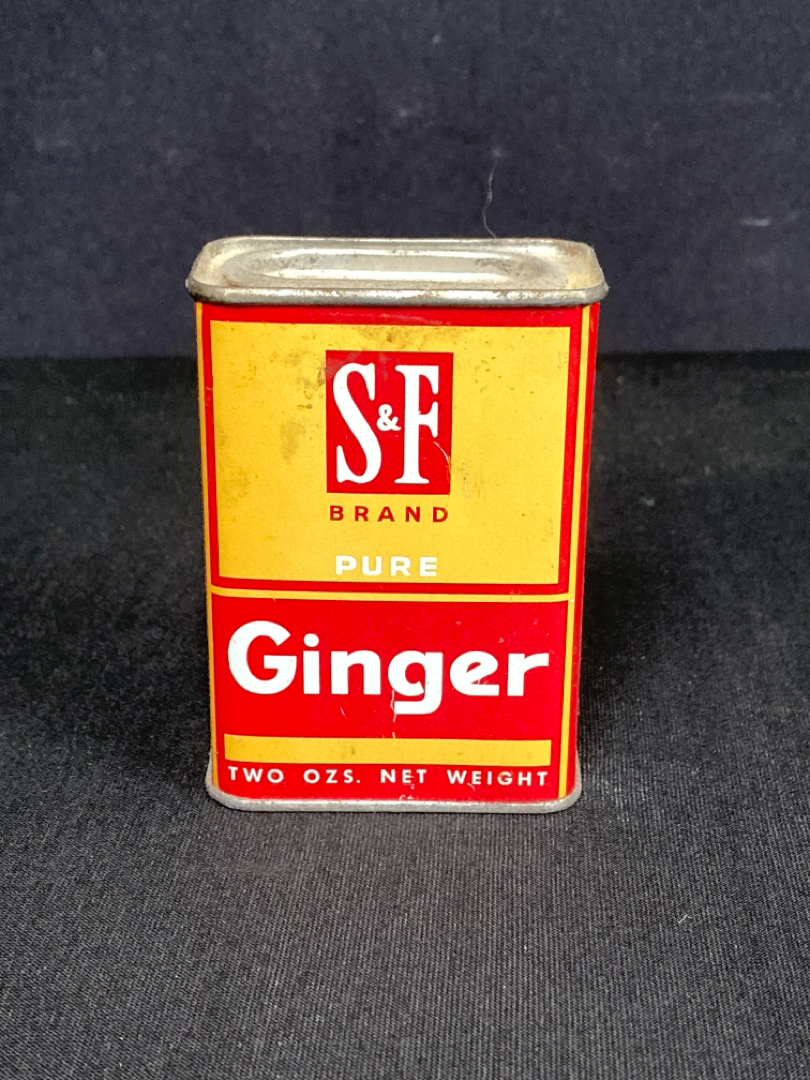 S&F
BRAND
PURE
Ginger
TWO OZS. NET WEIGHT